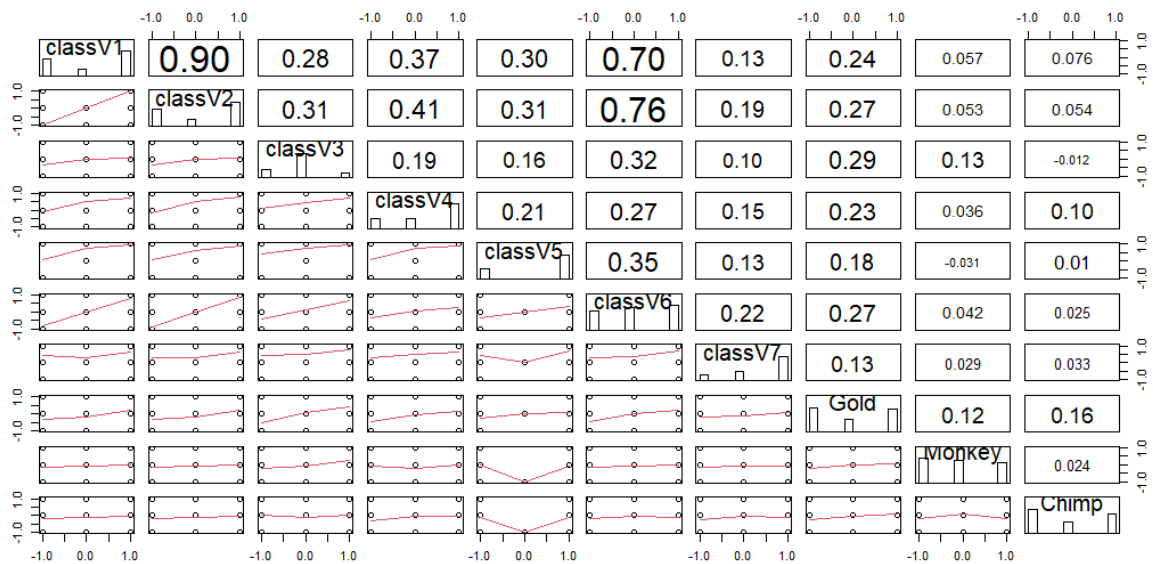 -1.0 0.0 1.0 -1.0 0.0 1.0 -1.0 0.0 1.0 -1.0 0.0 1.0 -1.0 0.0 1.0
classV1 0.90 0.28 0.37 0.30 0.70 0.13 0.24 0.057 0.076 -1.0 1.0
-1.0 1.0 classV2 0.31 0.41 0.31 0.76 0.19 0.27 0.053 0.054
classV3 0.19 0.16 0.32 0.10 0.29 0.13 -0.012 -1.0 1.0
-1.0 1.0 classV4 0.21 0.27 0.15 0.23 0.036 0.10
classV5 0.35 0.13 0.18 -0.031 0.01 -1.0 1.0
-1.0 1.0 classV6 0.22 0.27 0.042 0.025
classV7 0.13 0.029 0.033 -1.0 1.0
-1.0 1.0 Gold 0.12 0.16
Monkey 0.024 -1.0 1.0
-1.0 1.0 Chimp
-1.0 0.0 1.0 -1.0 0.0 1.0 -1.0 0.0 1.0 -1.0 0.0 1.0 -1.0 0.0 1.0